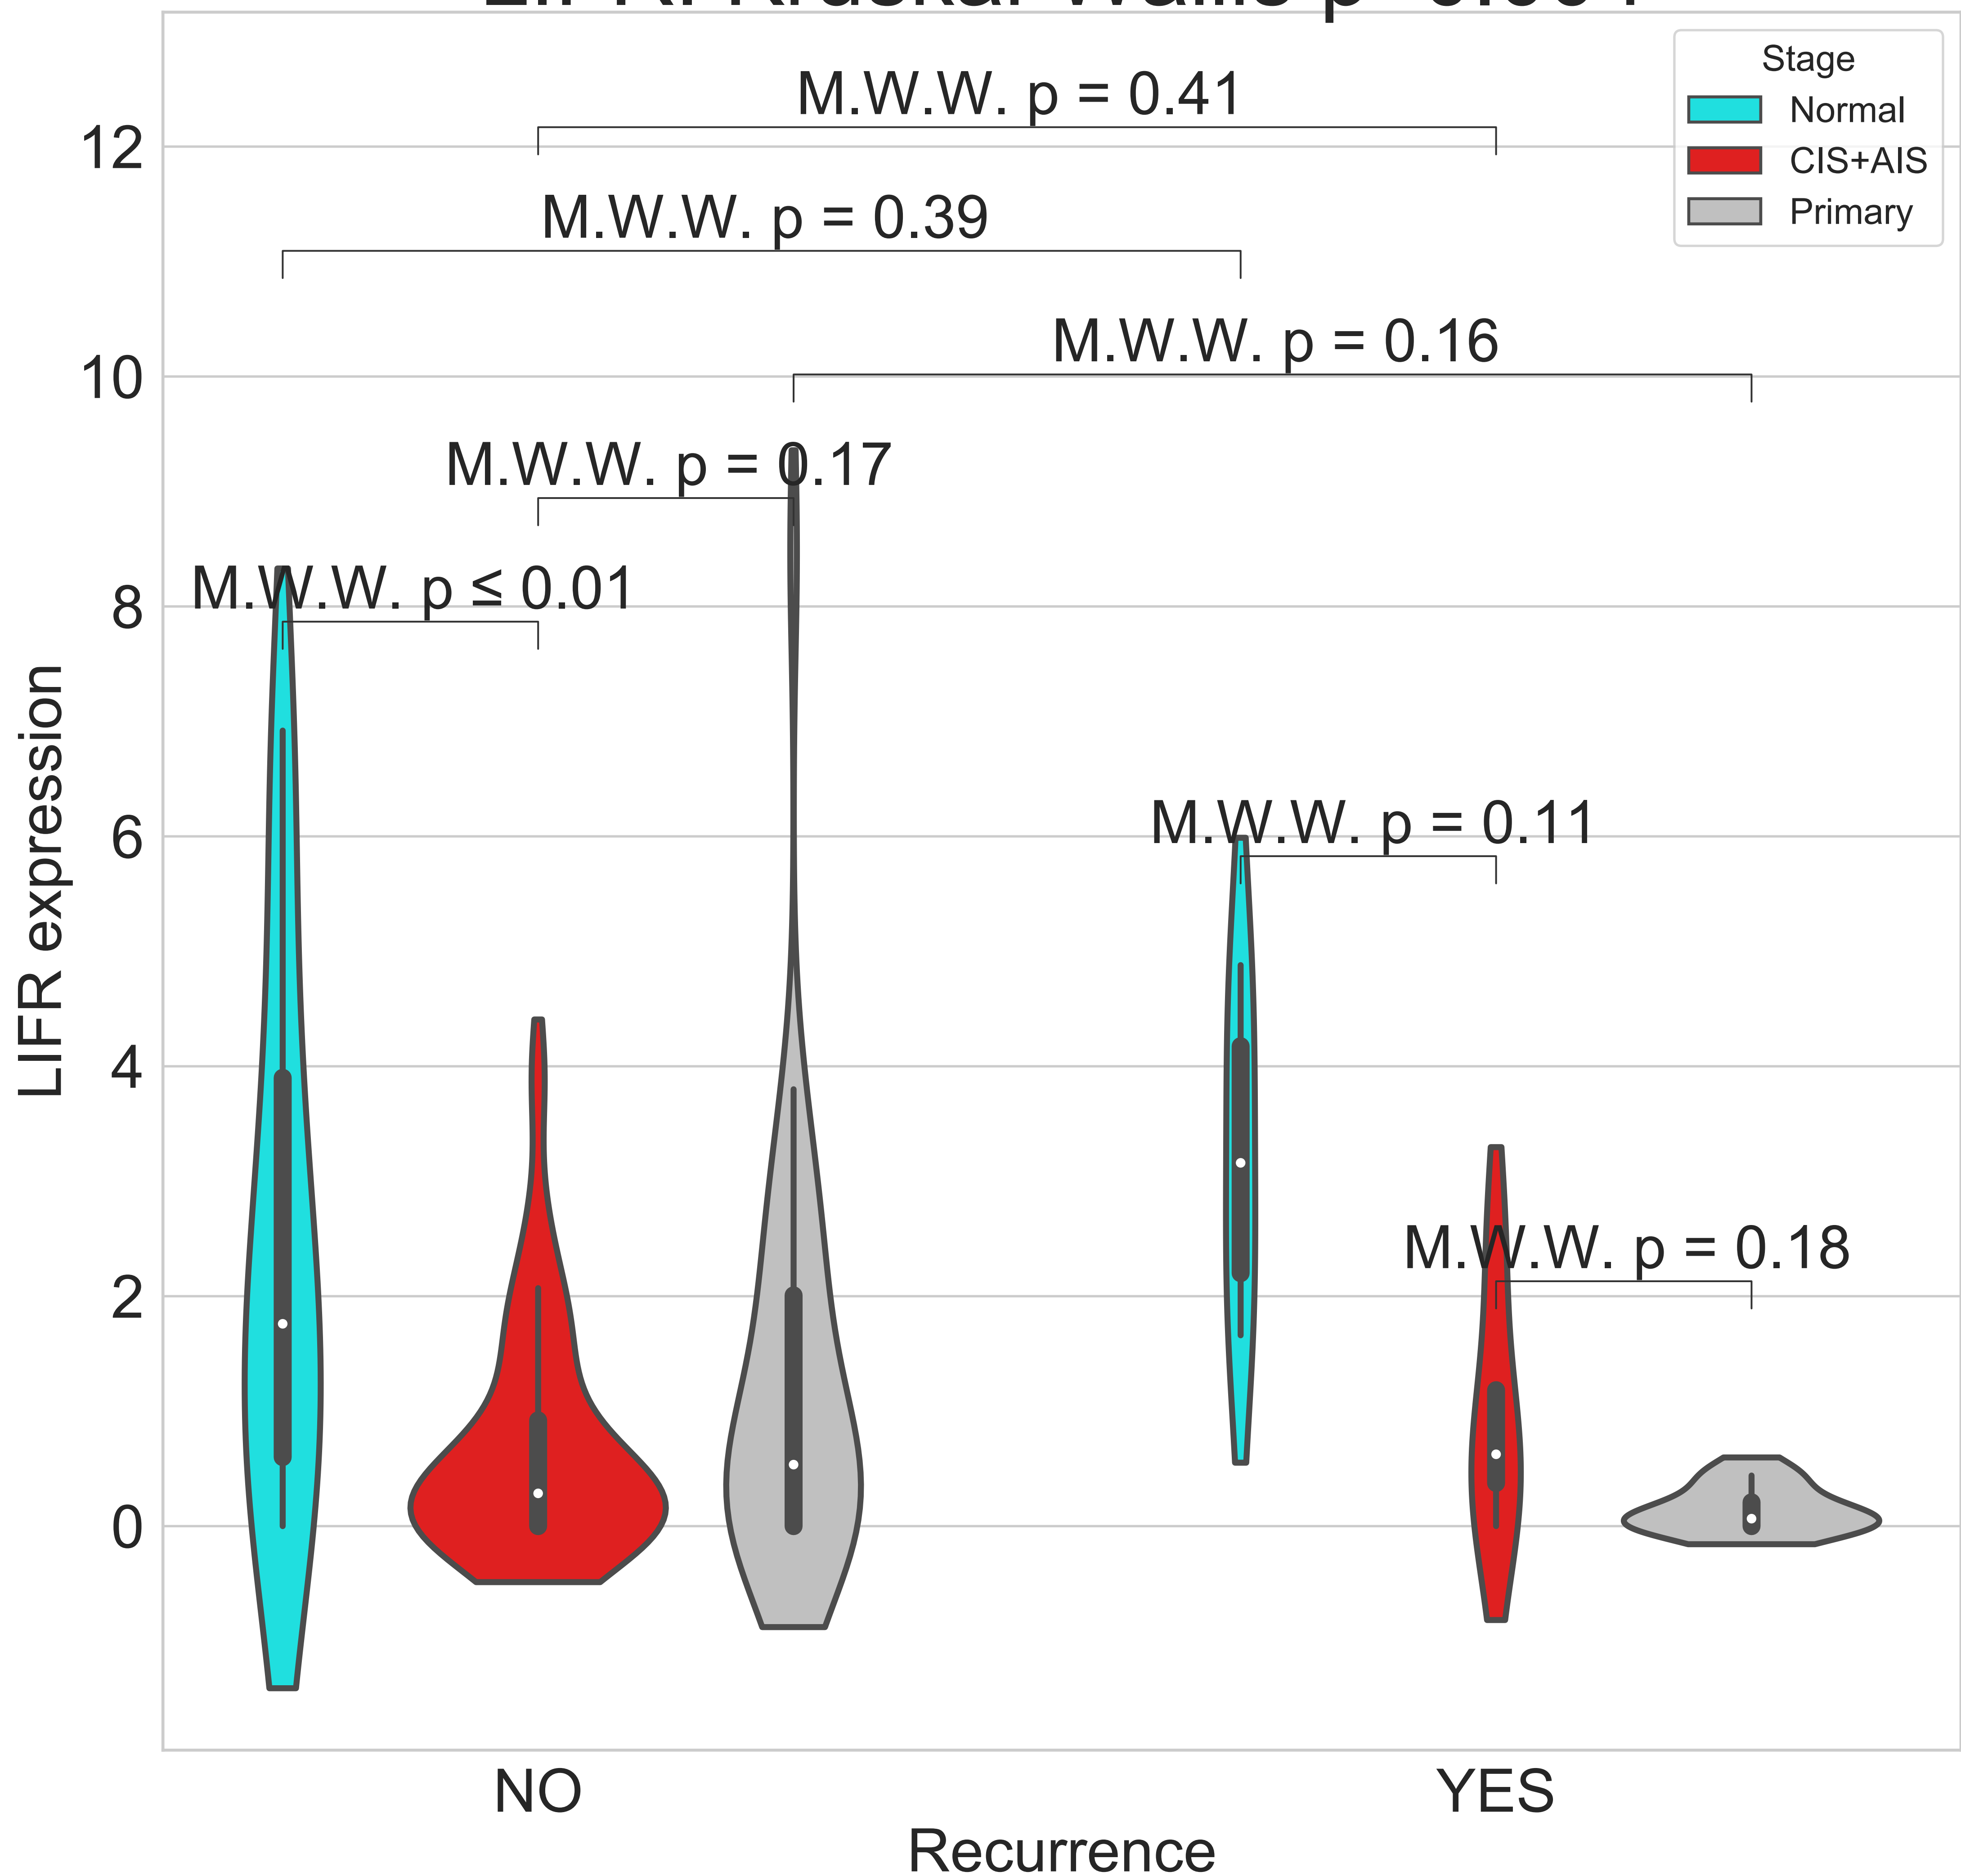 Stage
Normal
CIS+AIS
Primary
M.W.W. p = 0.41
M.W.W. p = 0.39
M.W.W. p = 0.16
M.W.W. p = 0.17
M.W.W. p ≤ 0.01
M.W.W. p = 0.11
M.W.W. p = 0.18
12
10
8
6
4
2
0
LIFR expression
NO
YES
Recurrence